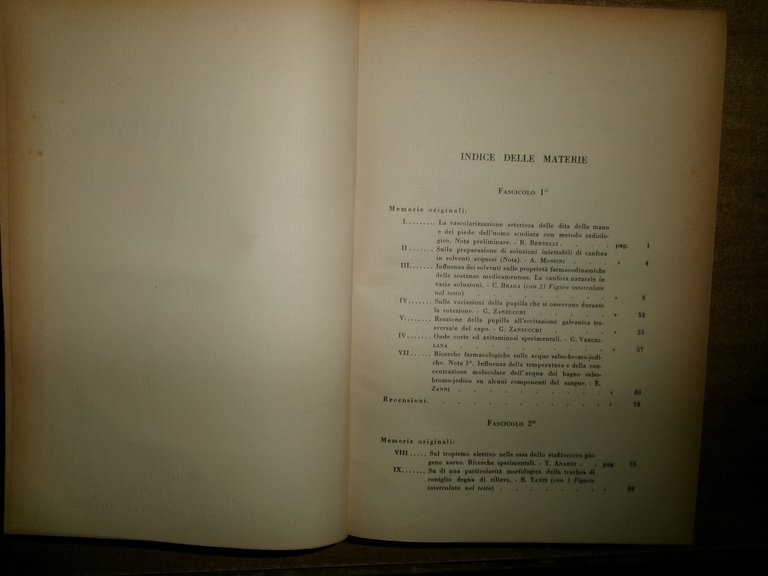 INDICE DELLE MATERIE
FASCICOLO 1º
Memorie originali:
I......... La vascolarizzazione arteriosa delle dita della mano
e del piede dell'uomo studiata con metodo radiolo-
gico. Nota preliminare. - R. BERTELLI. . . . pag. 1
II....... Sulla preparazione di soluzioni iniettabili di canfora
in solventi acquosi (Nota). - A. MOSSINI . . . » 4
III...... Influenza dei solventi sulle proprietà farmacodinamiche
delle sostanze medicamentose. La canfora naturale in
varie soluzioni. - C. BRAGA (con 21 Figure intercalate
nel testo) . . . . . . . . . » 6
IV...... Sulle variazioni della pupilla che si osservano durante
la rotazione. - G. ZANZUCCHI . . . . . » 53
V........ Reazione della pupilla all'eccitazione galvanica tra-
sversale del capo. - G. ZANZUCCHI . . . . » 55
IV...... Onde corte ed avitaminosi sperimentali. - G. VERCEL-
LANA . . . . . . . . . . » 57
VII..... Ricerche farmacologiche sulle acque salso-bromo-jodi-
che. Nota 3ª. Influenza della temperatura e della con-
centrazione molecolare dell'acqua del bagno salso-
bromo-jodico su alcuni componenti del sangue. - E.
ZANNI . . . . . . . . . . » 60
Recensioni. . . . . . . . . . . » 70
FASCICOLO 2º
Memorie originali:
VIII..... Sul tropismo elettivo nelle ossa dello stafilococco pio-
geno aureo. Ricerche sperimentali. - T. ANARDI . . pag.
IX....... Su di una particolarità morfologica della trachea di
coniglio degna di rilievo. - B. (con 1 Figura
intercalata nel testo) . . . . . . . »